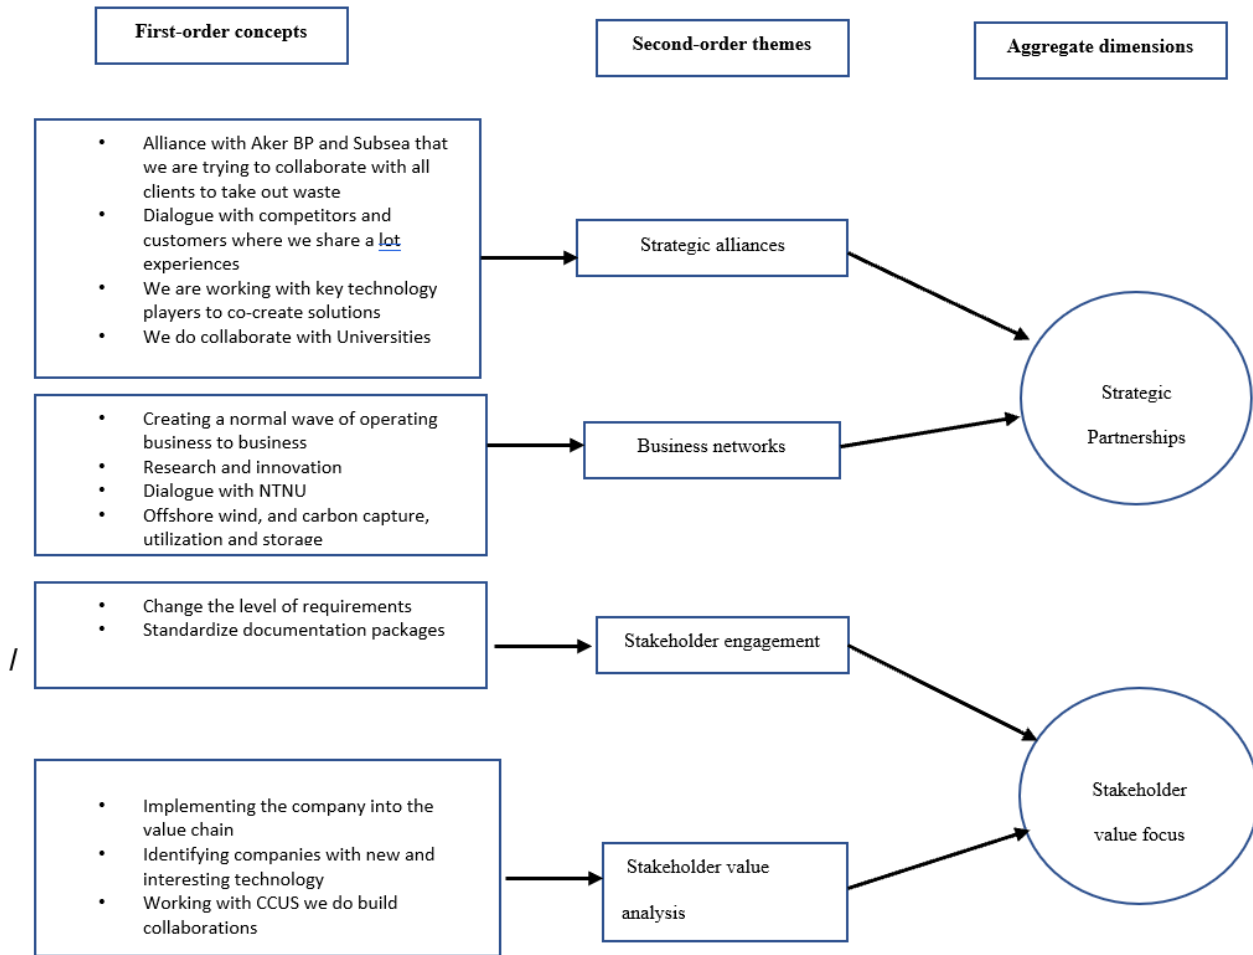 First-order concepts
Second-order themes
Aggregate dimensions
• Alliance with Aker BP and Subsea that
we are trying to collaborate with all
clients to take out waste
• Dialogue with competitors and
customers where we share a lot
experiences
• We are working with key technology
players to co-create solutions
• We do collaborate with Universities
Strategic alliances
• Creating a normal wave of operating
business to business
• Research and innovation
• Dialogue with NTNU
• Offshore wind, and carbon capture,
utilization and storage
Business networks
Strategic
Partnerships
/
• Change the level of requirements
• Standardize documentation packages
Stakeholder engagement
• Implementing the company into the
value chain
• Identifying companies with new and
interesting technology
• Working with CCUS we do build
collaborations
Stakeholder value
analysis
Stakeholder
value focus